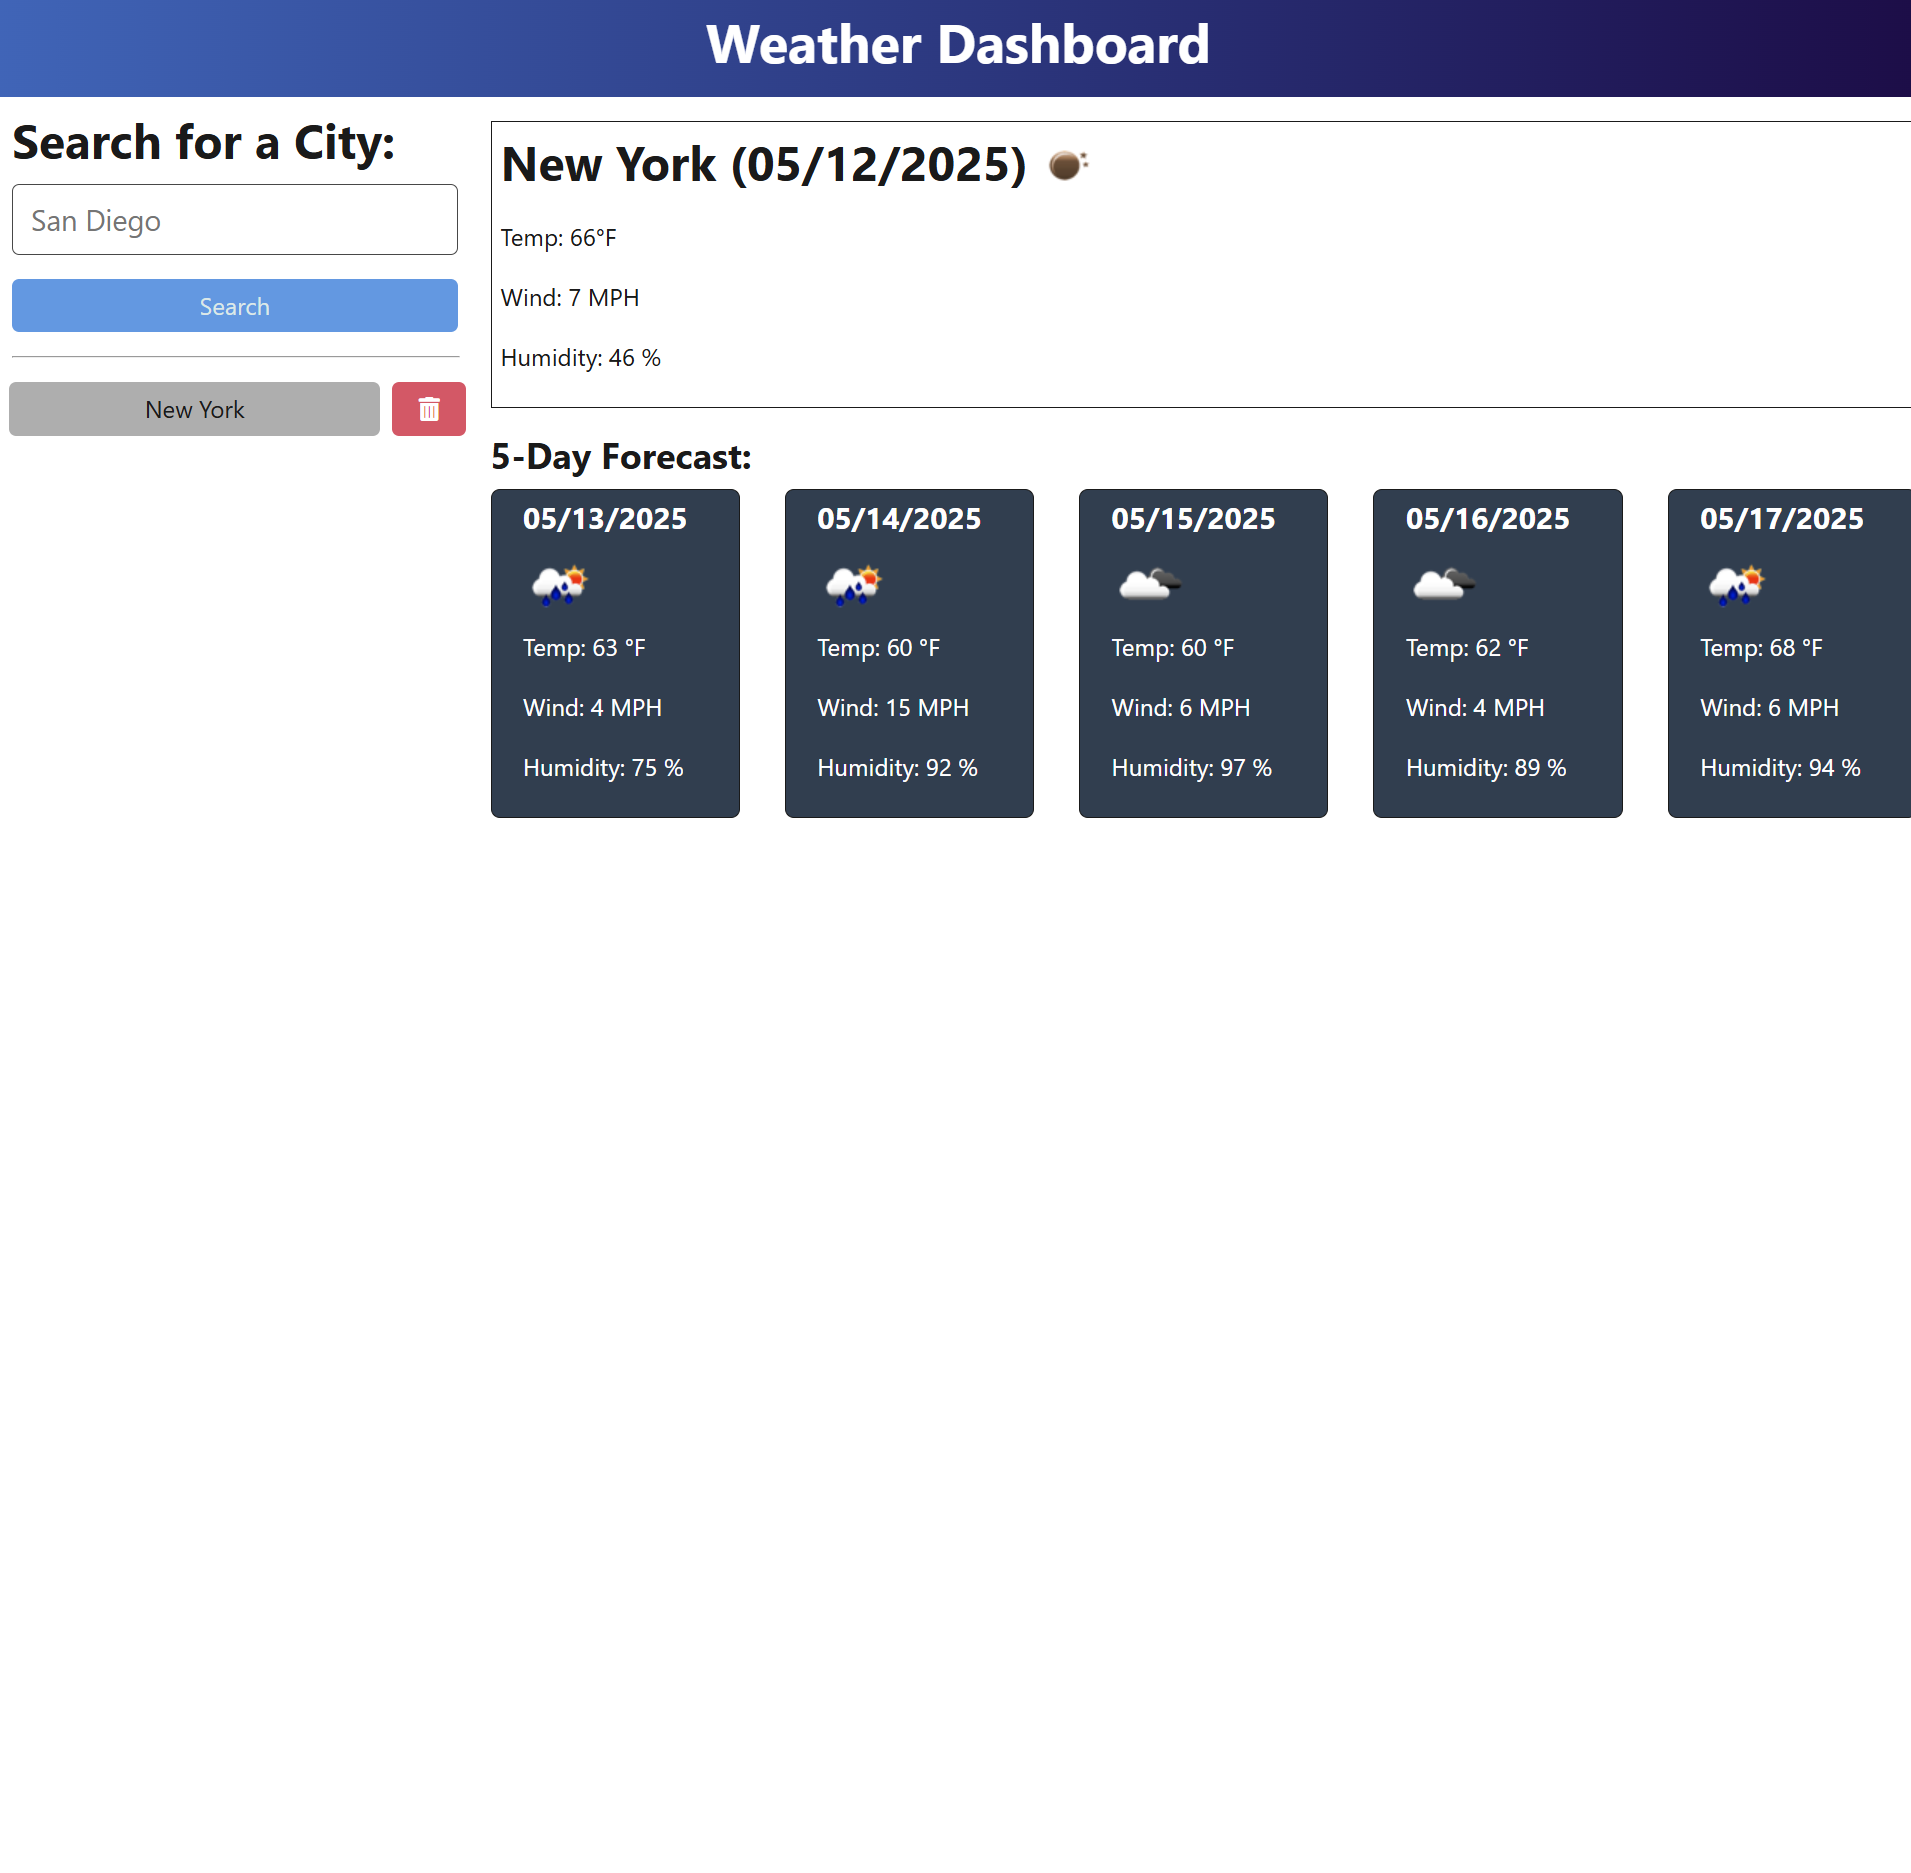 Weather Dashboard
Search for a City:
San Diego
Search
New York
New York (05/12/2025)
Temp: 66°F
Wind: 7 MPH
Humidity: 46 %
5-Day Forecast:
05/13/2025
Temp: 63 °F
Wind: 4 MPH
Humidity: 75 %
05/14/2025
Temp: 60 °F
Wind: 15 MPH
Humidity: 92 %
05/15/2025
Temp: 60 °F
Wind: 6 MPH
Humidity: 97 %
05/16/2025
Temp: 62 °F
Wind: 4 MPH
Humidity: 89 %
05/17/2025
Temp: 68 °F
Wind: 6 MPH
Humidity: 94 %